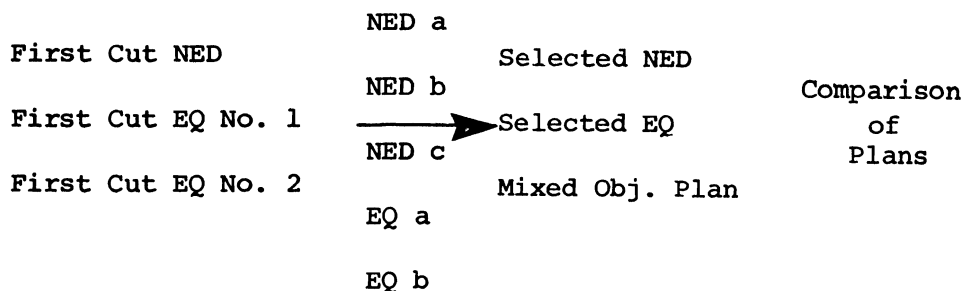 First Cut NED
First Cut EQ No. 1
First Cut EQ No. 2
NED a
NED b
NED c
EQ a
EQ b
Selected NED
Selected EQ
Mixed Obj. Plan
Comparison
of
Plans